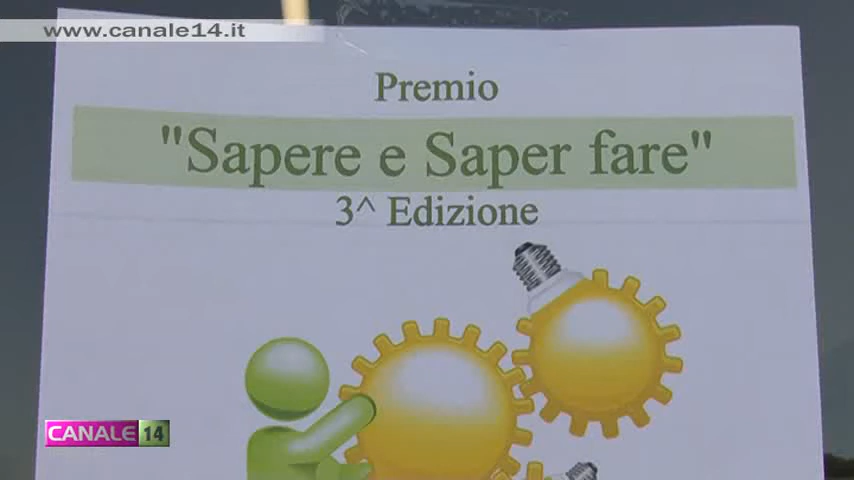 www.canale14.it
Premio
"Sapere e Saper fare"
3^ Edizione
CANALE 14